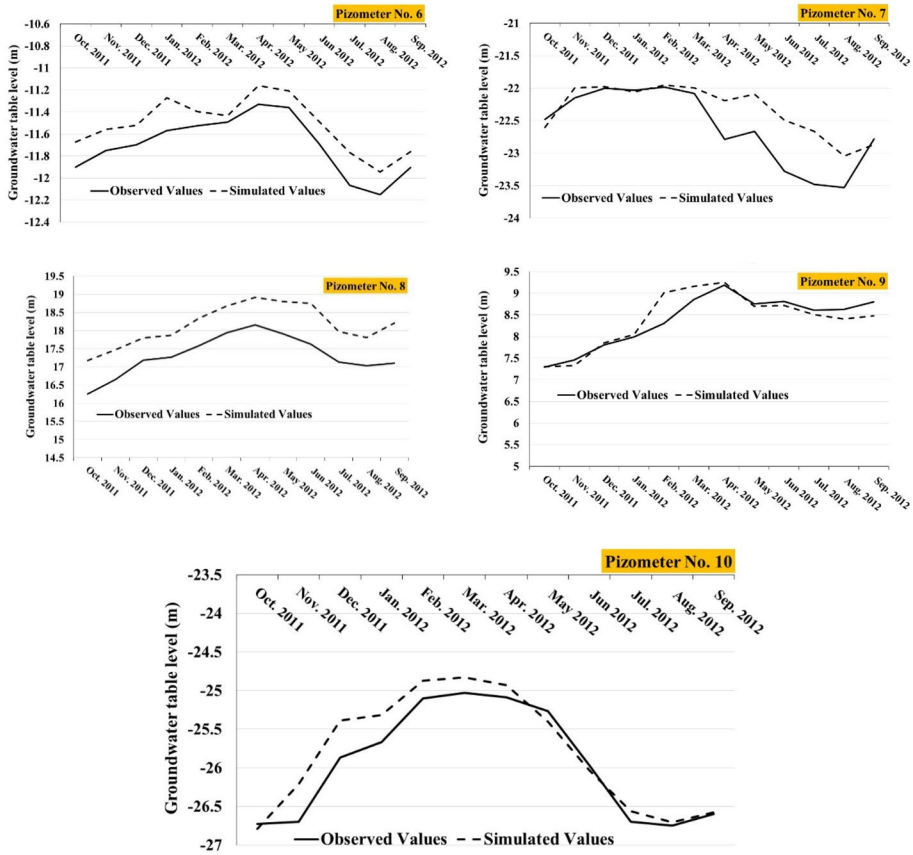 Pizometer No. 6
Groundwater table level (m)
-10.6
-10.8
-11
-11.2
-11.4
-11.6
-11.8
-12
-12.2
-12.4
Oct. 2011
Nov. 2011
Dec. 2011
Jan. 2012
Feb. 2012
Mar. 2012
Apr. 2012
May. 2012
Jun 2012
Jul. 2012
Aug. 2012
Sep. 2012
Observed Values
Simulated Values
Pizometer No. 7
Groundwater table level (m)
-21
-21.5
-22
-22.5
-23
-23.5
-24
Oct. 2011
Nov. 2011
Dec. 2011
Jan. 2012
Feb. 2012
Mar. 2012
Apr. 2012
May. 2012
Jun 2012
Jul. 2012
Aug. 2012
Sep. 2012
Observed Values
Simulated Values
Pizometer No. 8
Groundwater table level (m)
19.5
19
18.5
18
17.5
17
16.5
16
15.5
15
14.5
Observed Values
Simulated Values
Oct. 2011
Nov. 2011
Dec. 2011
Jan. 2012
Feb. 2012
Mar. 2012
Apr. 2012
May. 2012
Jun 2012
Jul. 2012
Aug. 2012
Sep. 2012
Pizometer No. 9
Groundwater table level (m)
9.5
9
8.5
8
7.5
7
6.5
6
5.5
5
Observed Values
Simulated Values
Oct. 2011
Nov. 2011
Dec. 2011
Jan. 2012
Feb. 2012
Mar. 2012
Apr. 2012
May. 2012
Jun 2012
Jul. 2012
Aug. 2012
Sep. 2012
Pizometer No. 10
Groundwater table level (m)
-23.5
-24
-24.5
-25
-25.5
-26
-26.5
-27
Oct. 2011
Nov. 2011
Dec. 2011
Jan. 2012
Feb. 2012
Mar. 2012
Apr. 2012
May. 2012
Jun 2012
Jul. 2012
Aug. 2012
Sep. 2012
Observed Values
Simulated Values